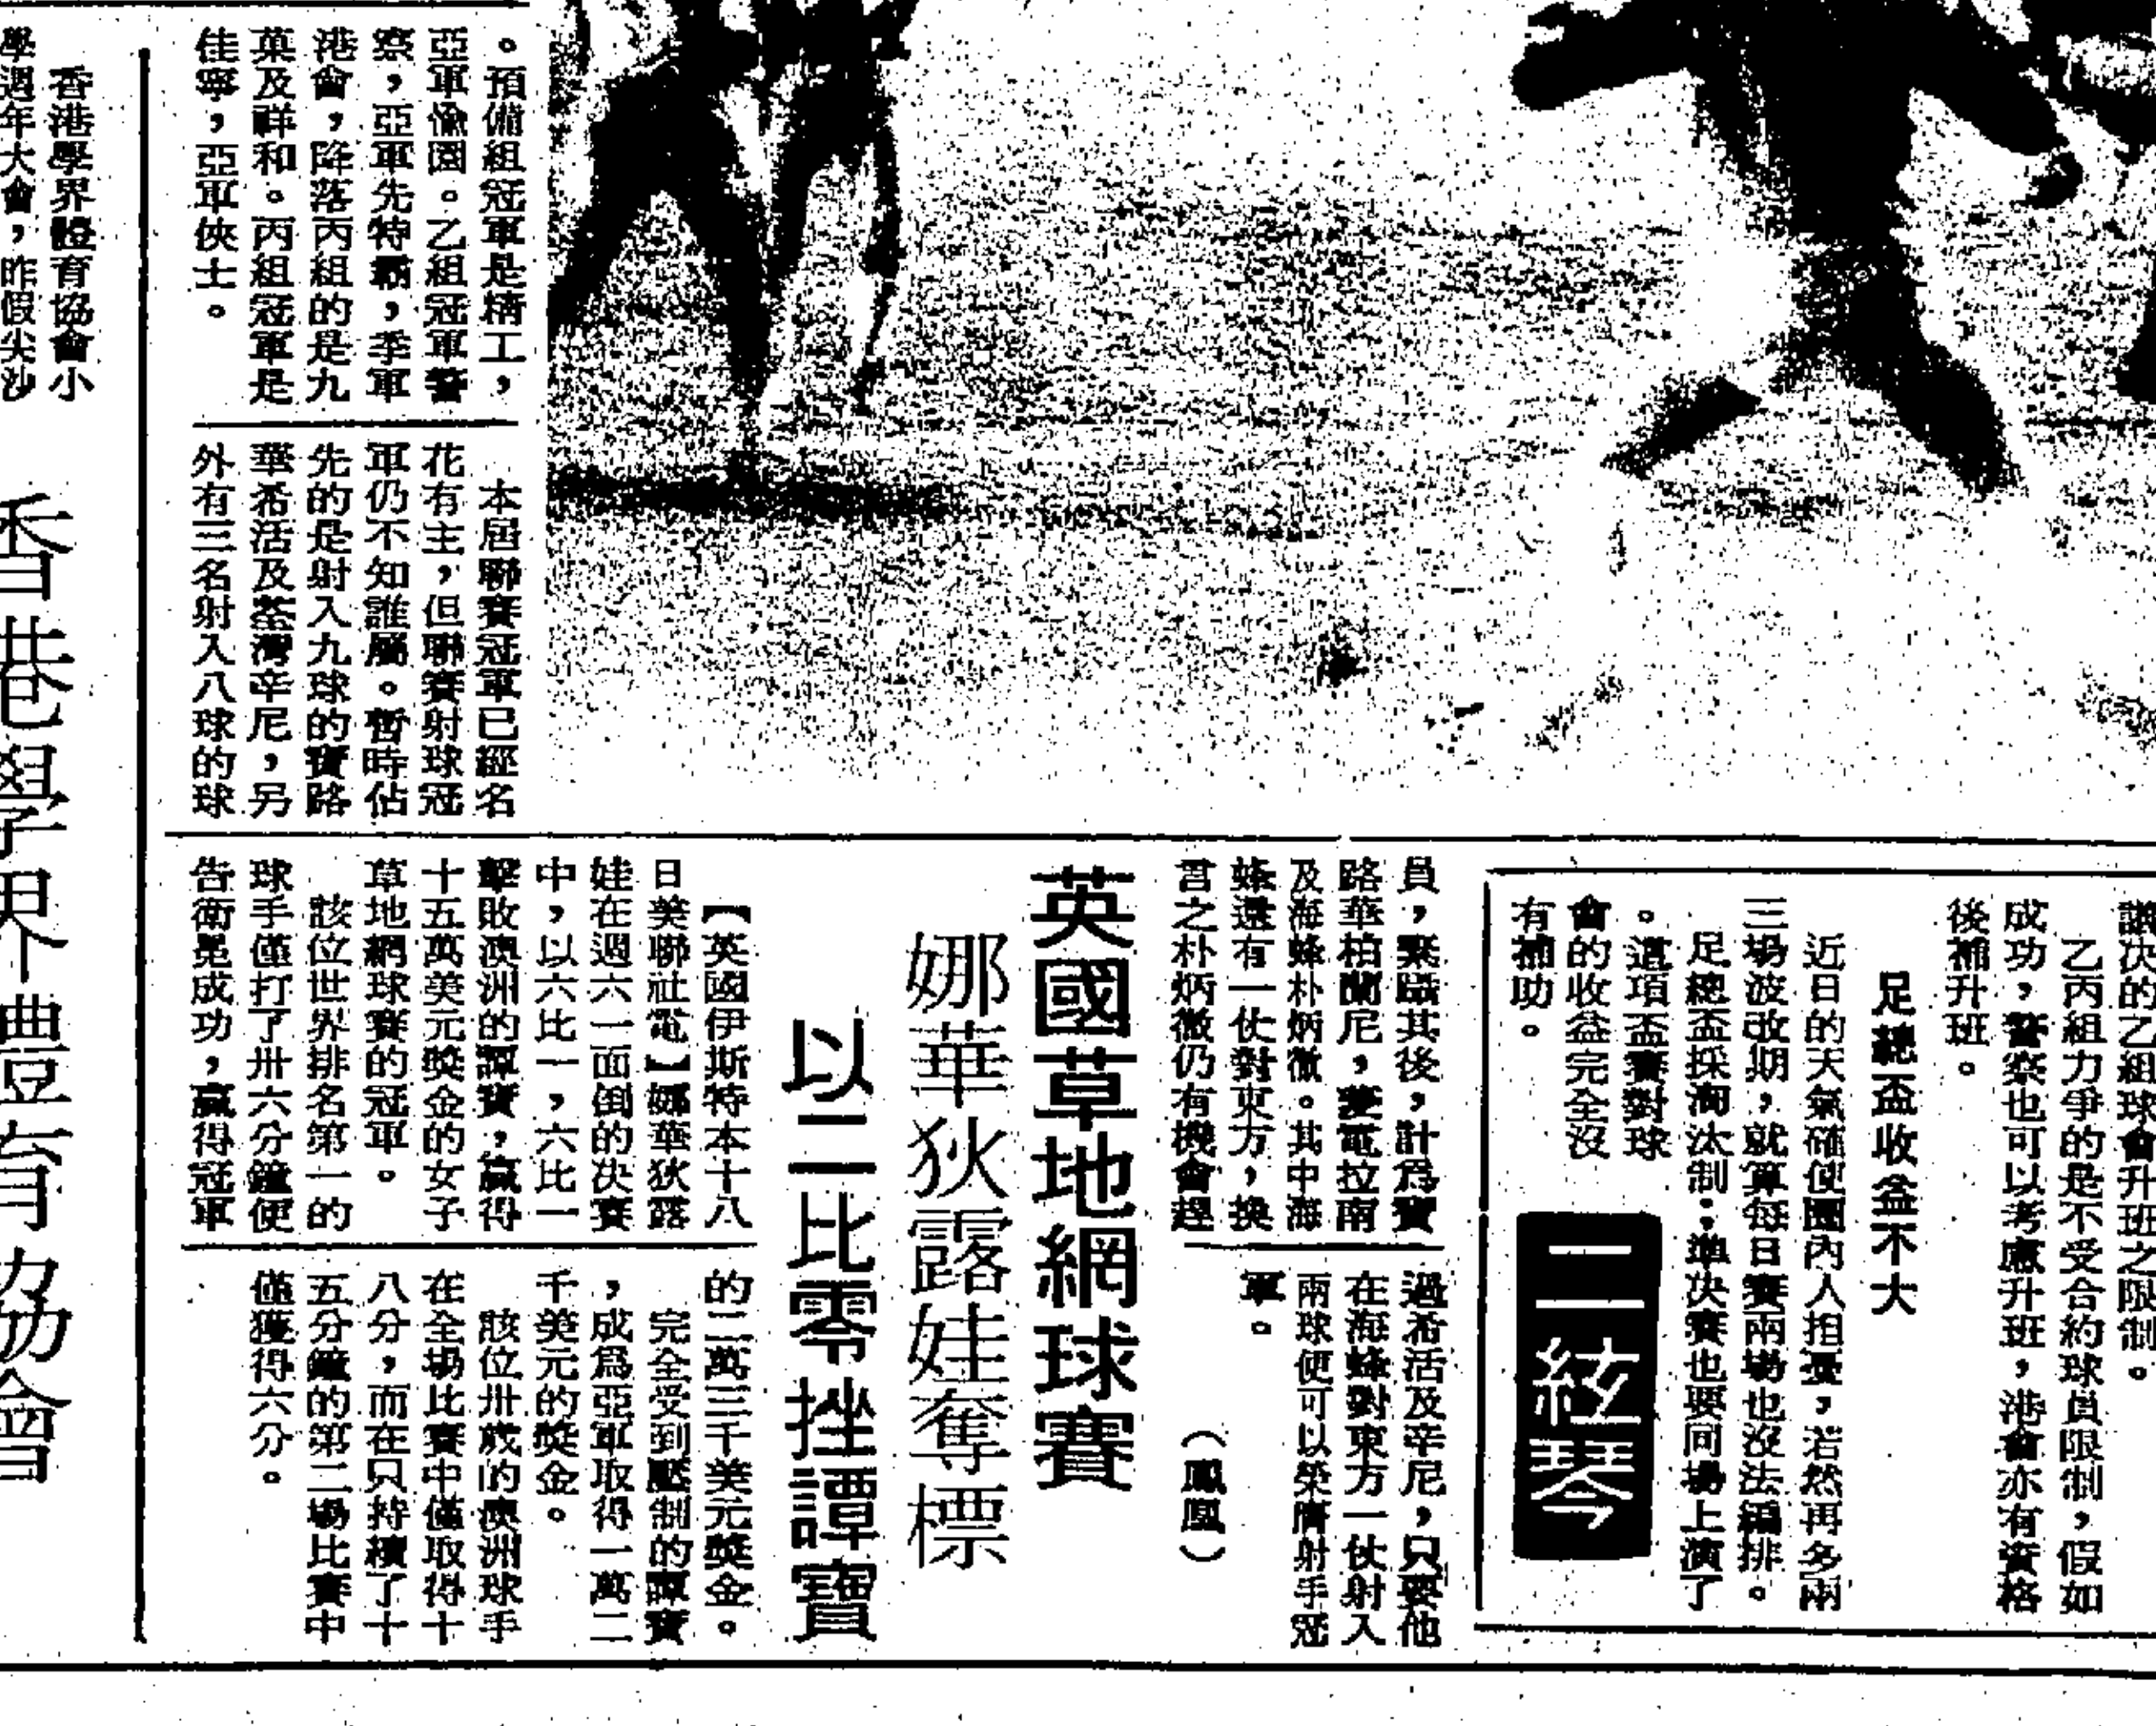 議决的乙組球會升班之限制。
乙丙組力爭的是不受合約球員限制，假如
成功，警察也可以考慮升班，港會亦有資格
後補升班。
足總盃收益不大
近日的天氣確使圈內人担憂，若然再多兩
三場波改期，就算每日賽兩場也沒法編排。
足總盃採淘汰制；準决賽也要同場上演了
。這項盃賽對球
會的收益完全沒
有補助。
二絃琴
。預備組冠軍是精工，
亞軍愉園。乙組冠軍警
察，亞軍先特霸，季軍
港會，降落丙組的是九
菓及祥和。丙組冠軍是
佳寧，亞軍俠士。
本屆聯賽冠軍已經名
花有主，但聯賽射球冠
軍仍不知誰屬。暫時佔
先的是射入九球的寶路
華希活及荃灣辛尼，另
外有三名射入八球的球
員，緊隨其後，計爲寶
路華柏蘭尼，菱電拉南
及海蜂朴炳徹。其中海
蜂還有一仗對東方，換
言之朴炳徹仍有機會趕
過希活及辛尼，只要他
在海蜂對東方一仗射入
兩球便可以榮膺射手冠
軍。
（鳳凰）
英國草地網球賽
娜華狄露娃奪標
以二比零挫譚寶
【英國伊斯特本十八
日美聯社電】娜華狄露
娃在週六一面倒的决賽
中，以六比一，六比一
擊敗澳洲的譚寶，贏得
十五萬美元獎金的女子
草地網球賽的冠軍。
該位世界排名第一的
球手僅打了卅六分鐘便
告衛冕成功，贏得冠軍
的二萬三千美元獎金。
完全受到壓制的譚寶
，成爲亞軍取得一萬二
千美元的獎金。
該位卅歲的澳洲球手
在全場比賽中僅取得十
八分，而在只持續了十
五分鐘的第二場比賽中
僅獲得六分。
香港學界體育協會
香港學界體育協會小
學週年大會，昨假尖沙